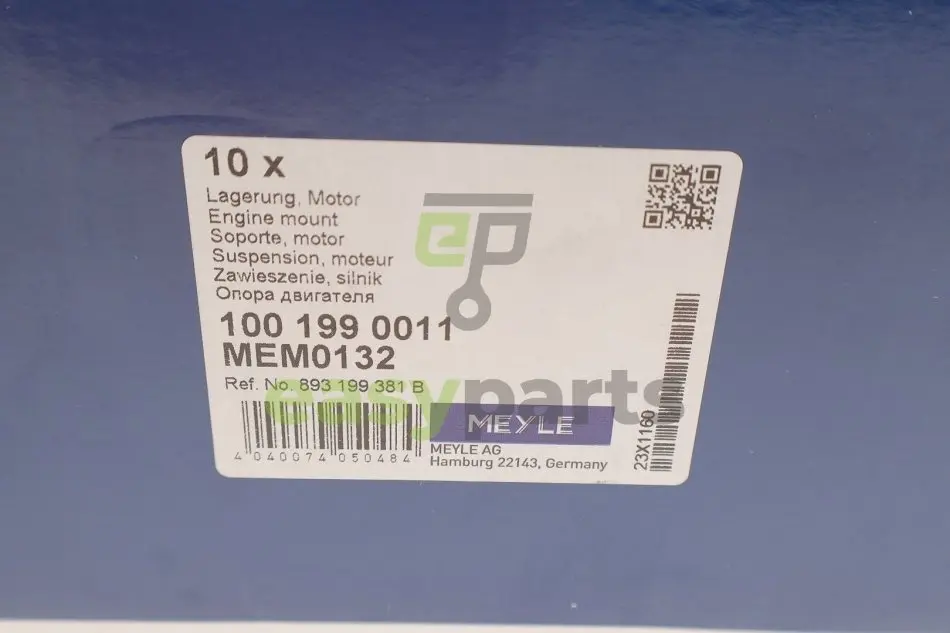 10 x
Lagerung, Motor
Engine mount
Soporte, motor
Suspension, moteur
Zawieszenie, silnik
Опора двигателя
100 199 0011
MEM0132
Ref. No. 893 199 381 B
4 040074 050484
MEYLE
MEYLE AG
Hamburg 22143, Germany
23X1160
ep
easyparts